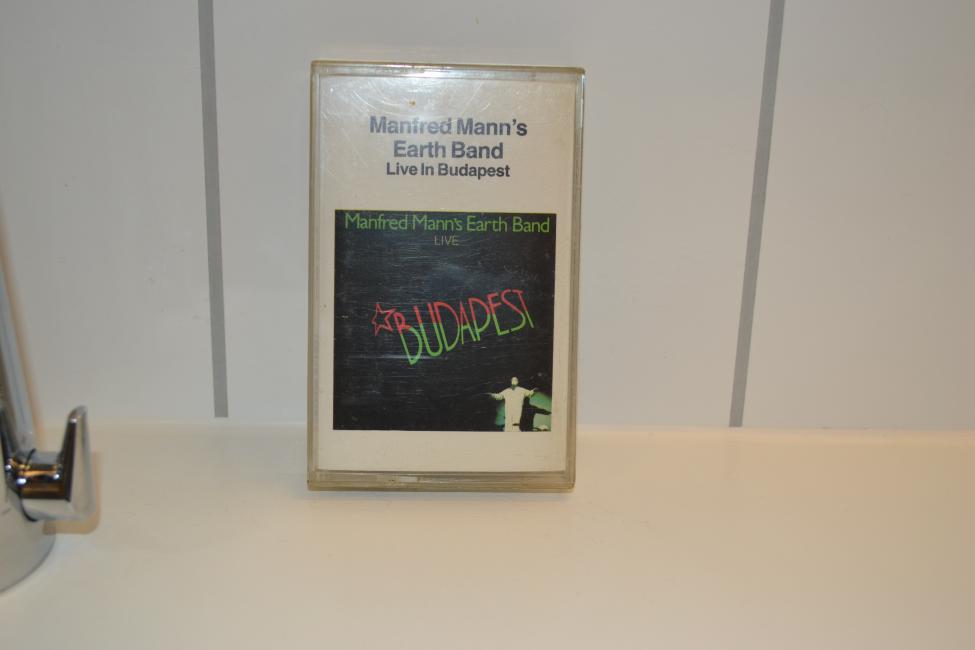 Manfred Mann's
Earth Band
Live In Budapest
Manfred Mann's Earth Band
LIVE
BUDAPEST